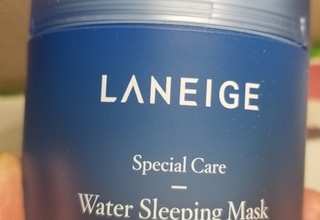 LANEIGE
Special Care
Water Sleeping Mask